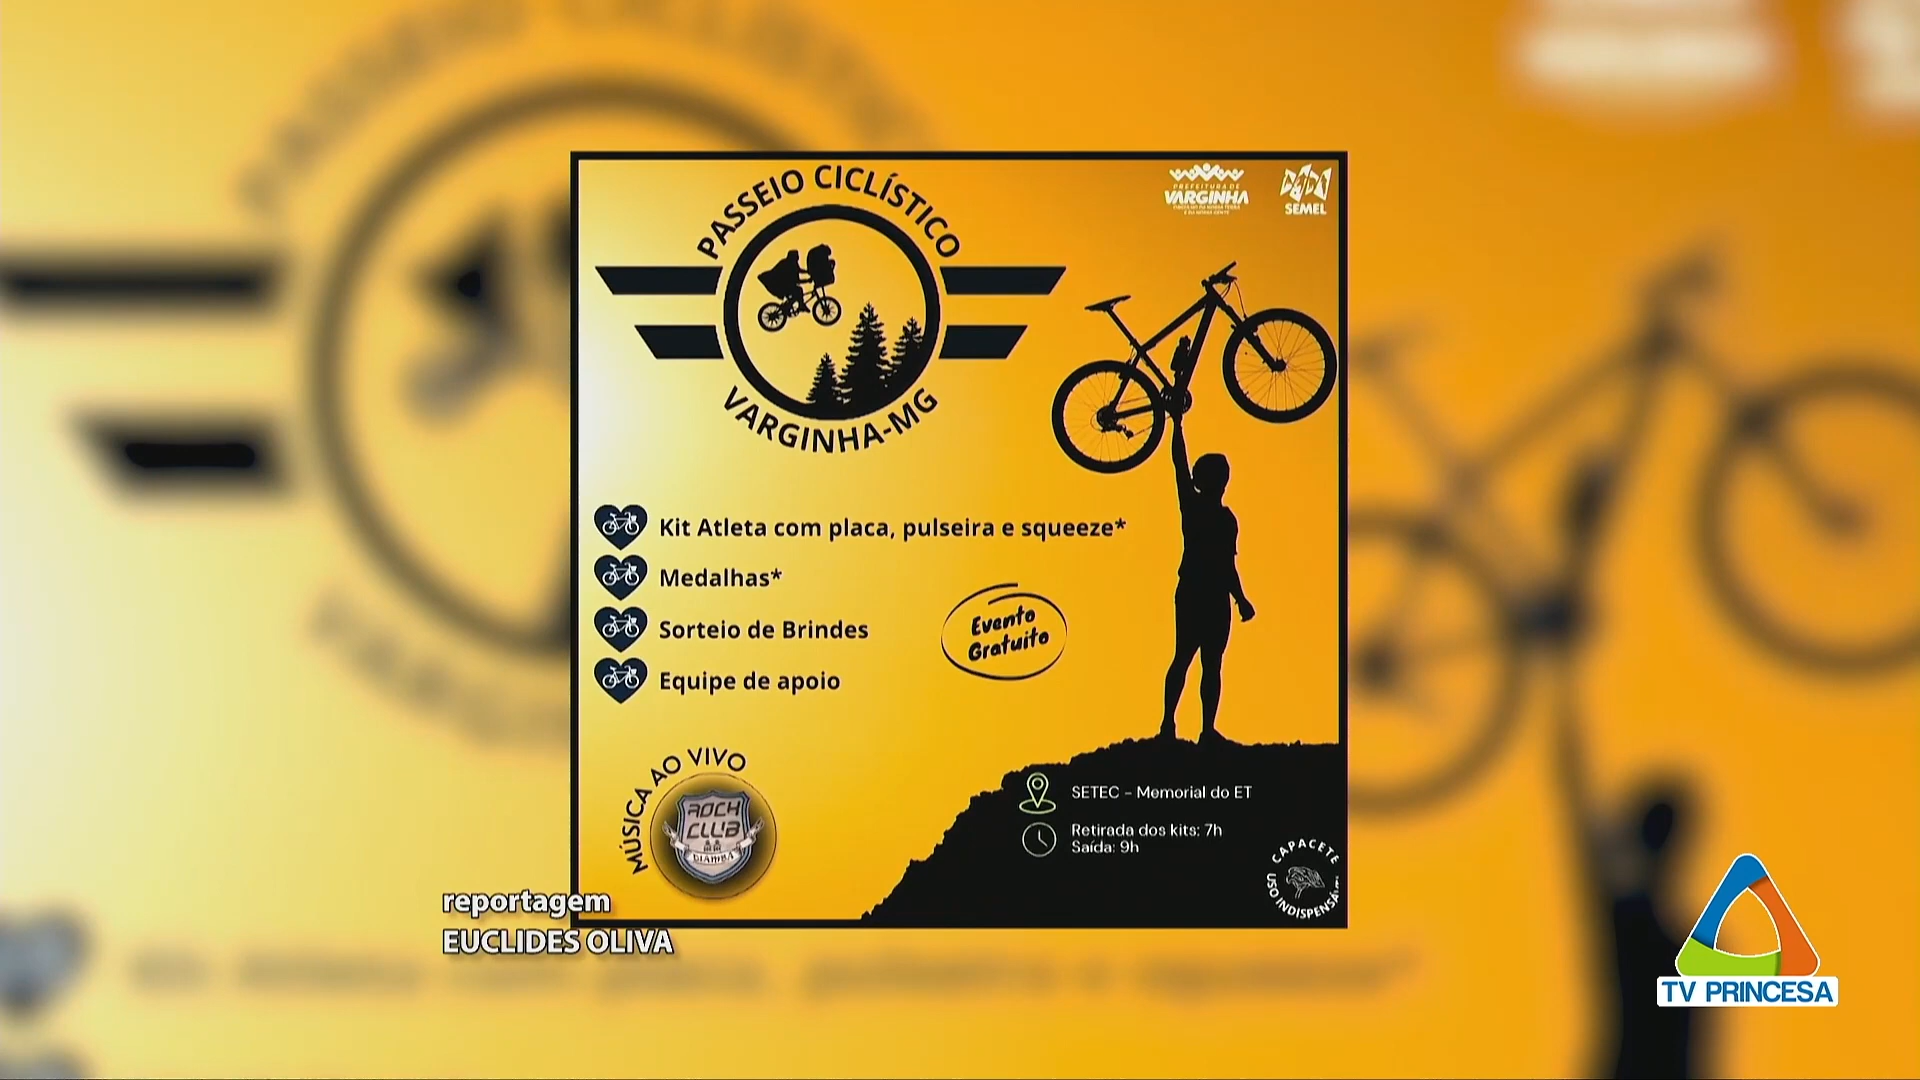 PASSEIO CICLÍSTICO
VARGINHA-MG
PREFEITURA DE
VARGINHA
SEMEL
Kit Atleta com placa, pulseira e squeeze*
Medalhas*
Sorteio de Brindes
Equipe de apoio
Evento
Gratuito
MÚSICA AO VIVO
ROCK
CLUB
SETEC - Memorial do ET
Retirada dos kits: 7h
Saída: 9h
CAPACETE
USO INDISPENSÁVEL
reportagem
EUCLIDES OLIVA
TV PRINCESA